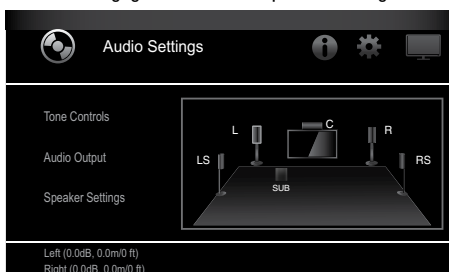 Audio Settings
Tone Controls
Audio Output
Speaker Settings
L
C
R
LS
RS
SUB
Left (0.0dB, 0.0m/0 ft)
Right (0.0dB, 0.0m/0 ft)